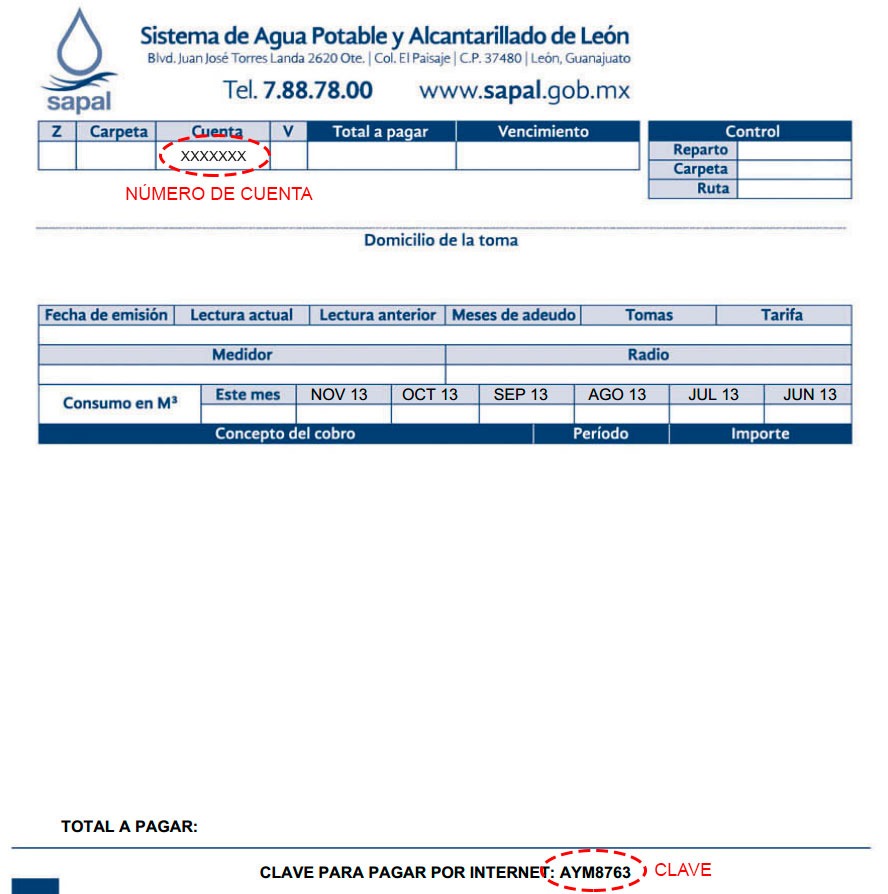 Sistema de Agua Potable y Alcantarillado de León
Blvd. Juan José Torres Landa 2620 Ote. | Col. El Paisaje | C.P. 37480 | León, Guanajuato
sapal
Tel. 7.88.78.00 www.sapal.gob.mx
Z Carpeta Cuenta V Total a pagar Vencimiento Control
XXXXXXX
Reparto
Carpeta
Ruta
NÚMERO DE CUENTA
Domicilio de la toma
Fecha de emisión Lectura actual Lectura anterior Meses de adeudo Tomas Tarifa
Medidor Radio
Consumo en M³ Este mes NOV 13 OCT 13 SEP 13 AGO 13 JUL 13 JUN 13
Concepto del cobro Período Importe
TOTAL A PAGAR:
CLAVE PARA PAGAR POR INTERNET: AYM8763 CLAVE